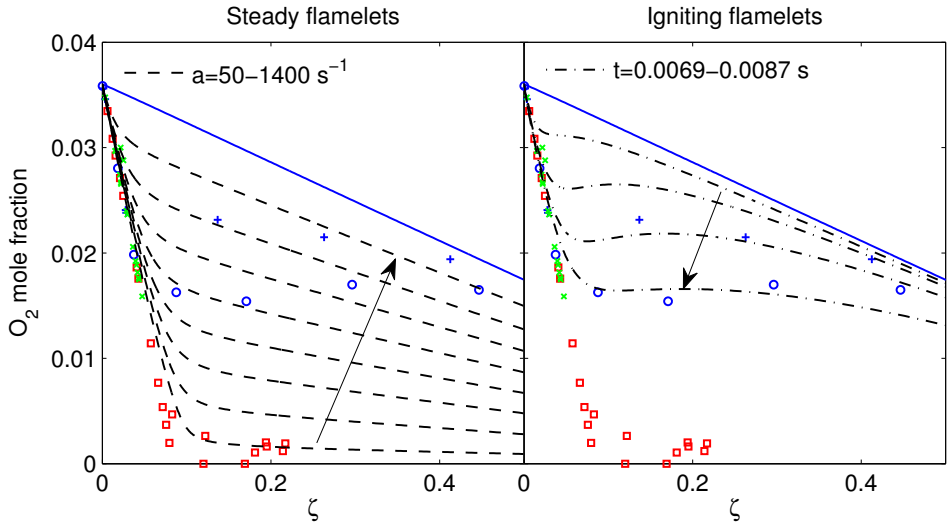 Steady flamelets
Igniting flamelets
0.04
0.03
0.02
0.01
0
O2 mole fraction
a=50−1400 s−1
t=0.0069−0.0087 s
0
0.2
0.4
0
0.2
0.4
ζ
ζ